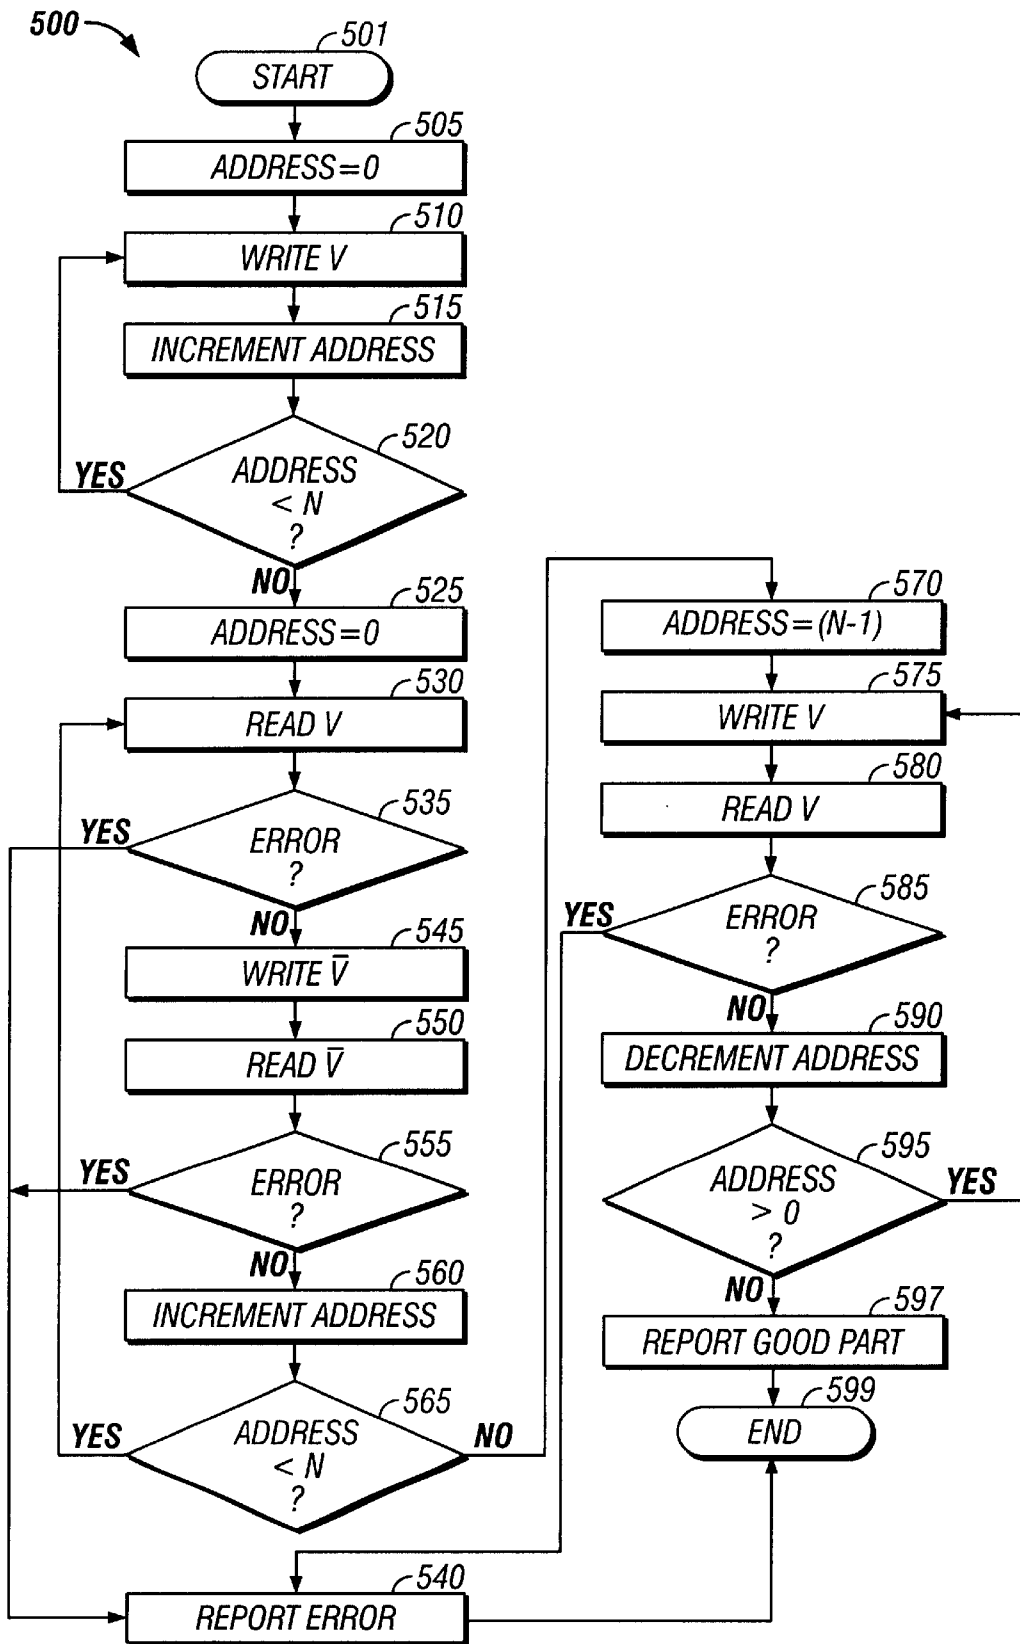 500
501
START
505
ADDRESS=0
510
WRITE V
515
INCREMENT ADDRESS
520
ADDRESS
< N
?
YES
NO
525
ADDRESS=0
530
READ V
535
ERROR
?
YES
NO
545
WRITE V̅
550
READ V̅
555
ERROR
?
YES
NO
560
INCREMENT ADDRESS
565
ADDRESS
< N
?
YES
NO
540
REPORT ERROR
570
ADDRESS=(N-1)
575
WRITE V
580
READ V
585
ERROR
?
YES
NO
590
DECREMENT ADDRESS
595
ADDRESS
> 0
?
YES
NO
597
REPORT GOOD PART
599
END